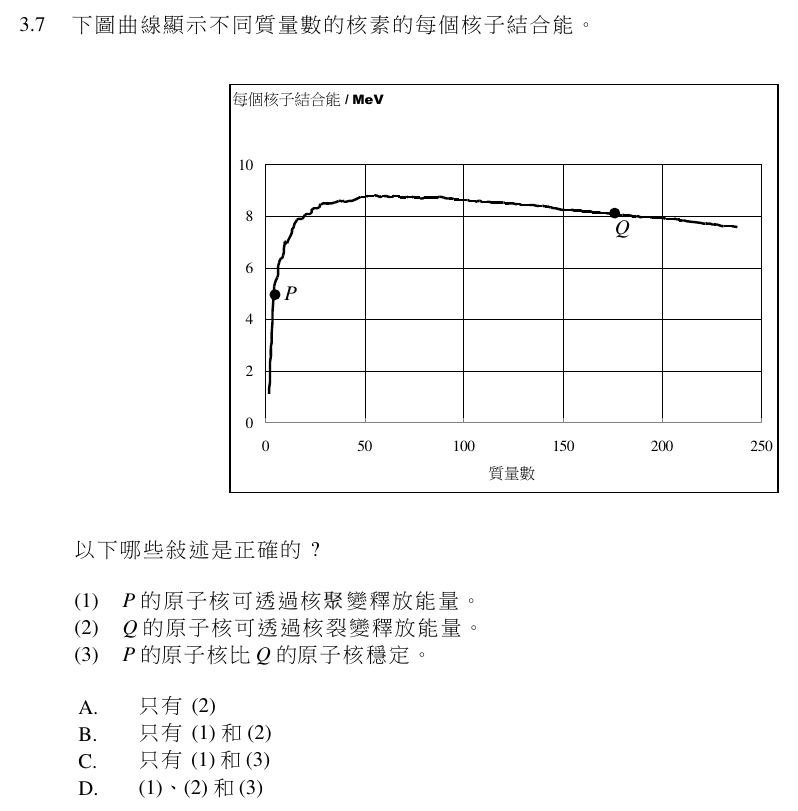 3.7 下圖曲線顯示不同質量數的核素的每個核子結合能。
每個核子結合能 / MeV
10
8
6
4
2
0
P
Q
0 50 100 150 200 250
質量數
以下哪些敍述是正確的?
(1) P 的原子核可透過核聚變釋放能量。
(2) Q 的原子核可透過核裂變釋放能量。
(3) P 的原子核比 Q 的原子核穩定。
A. 只有 (2)
B. 只有 (1) 和 (2)
C. 只有 (1) 和 (3)
D. (1)、(2) 和 (3)